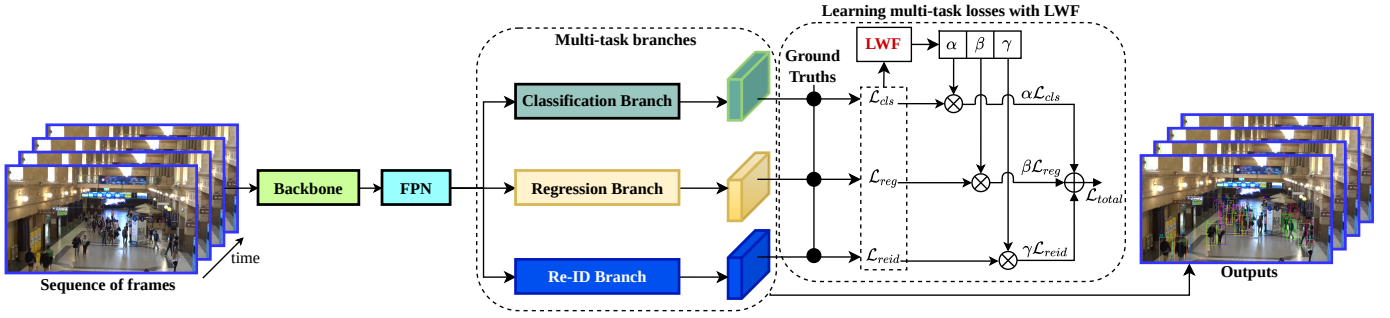 Learning multi-task losses with LWF
Multi-task branches
LWF
α β γ
Ground
Truths
Classification Branch
ℒcls
αℒcls
Backbone
FPN
Regression Branch
ℒreg
βℒreg
ℒtotal
time
Re-ID Branch
ℒreid
γℒreid
Sequence of frames
Outputs